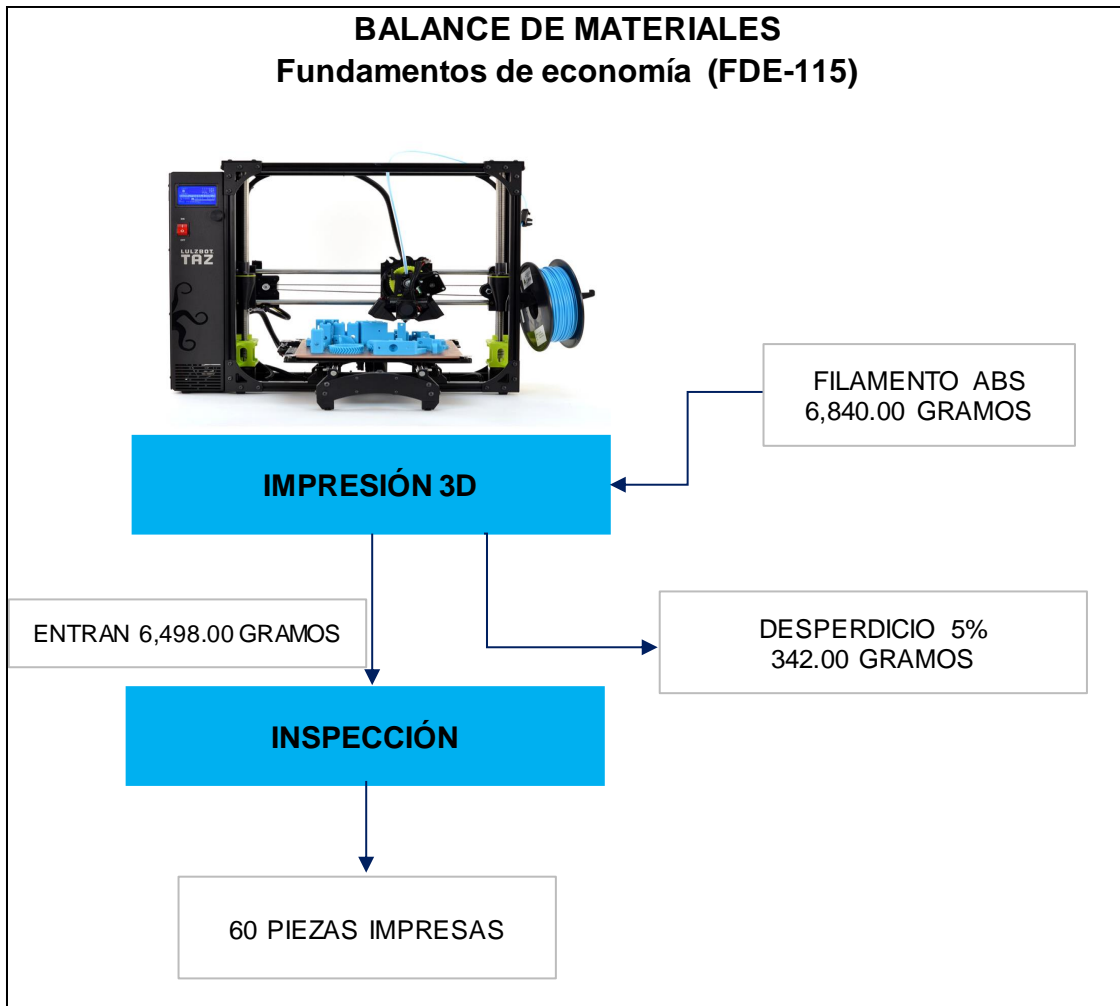 BALANCE DE MATERIALES
Fundamentos de economía (FDE-115)
LULZBOT
TAZ
FILAMENTO ABS
6,840.00 GRAMOS
IMPRESIÓN 3D
ENTRAN 6,498.00 GRAMOS
DESPERDICIO 5%
342.00 GRAMOS
INSPECCIÓN
60 PIEZAS IMPRESAS